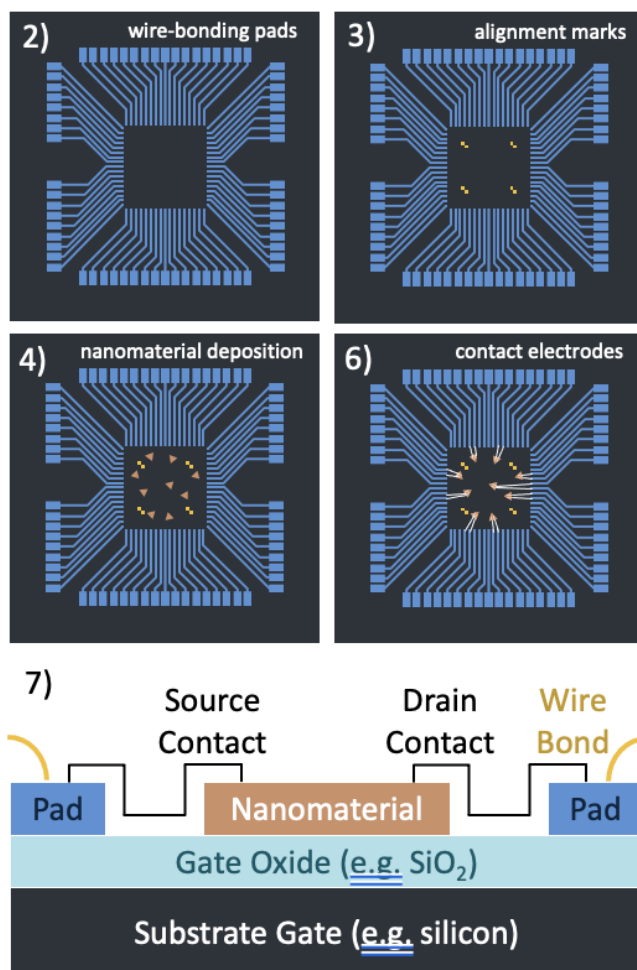 2)
wire-bonding pads
3)
alignment marks
4)
nanomaterial deposition
6)
contact electrodes
7)
Source
Contact
Drain
Contact
Wire
Bond
Pad
Nanomaterial
Pad
Gate Oxide (e.g. SiO₂)
Substrate Gate (e.g. silicon)